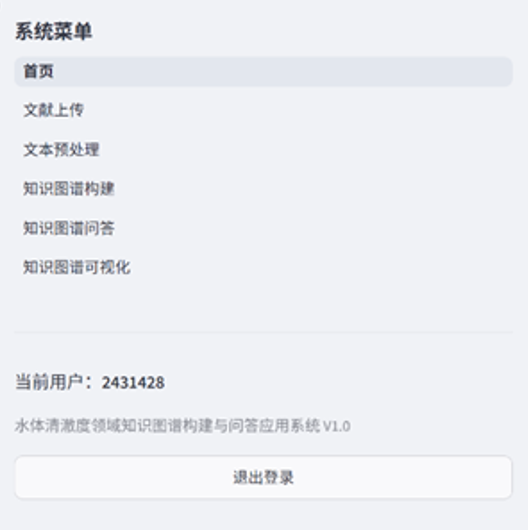 系统菜单
首页
文献上传
文本预处理
知识图谱构建
知识图谱问答
知识图谱可视化
当前用户：2431428
水体清澈度领域知识图谱构建与问答应用系统 V1.0
退出登录